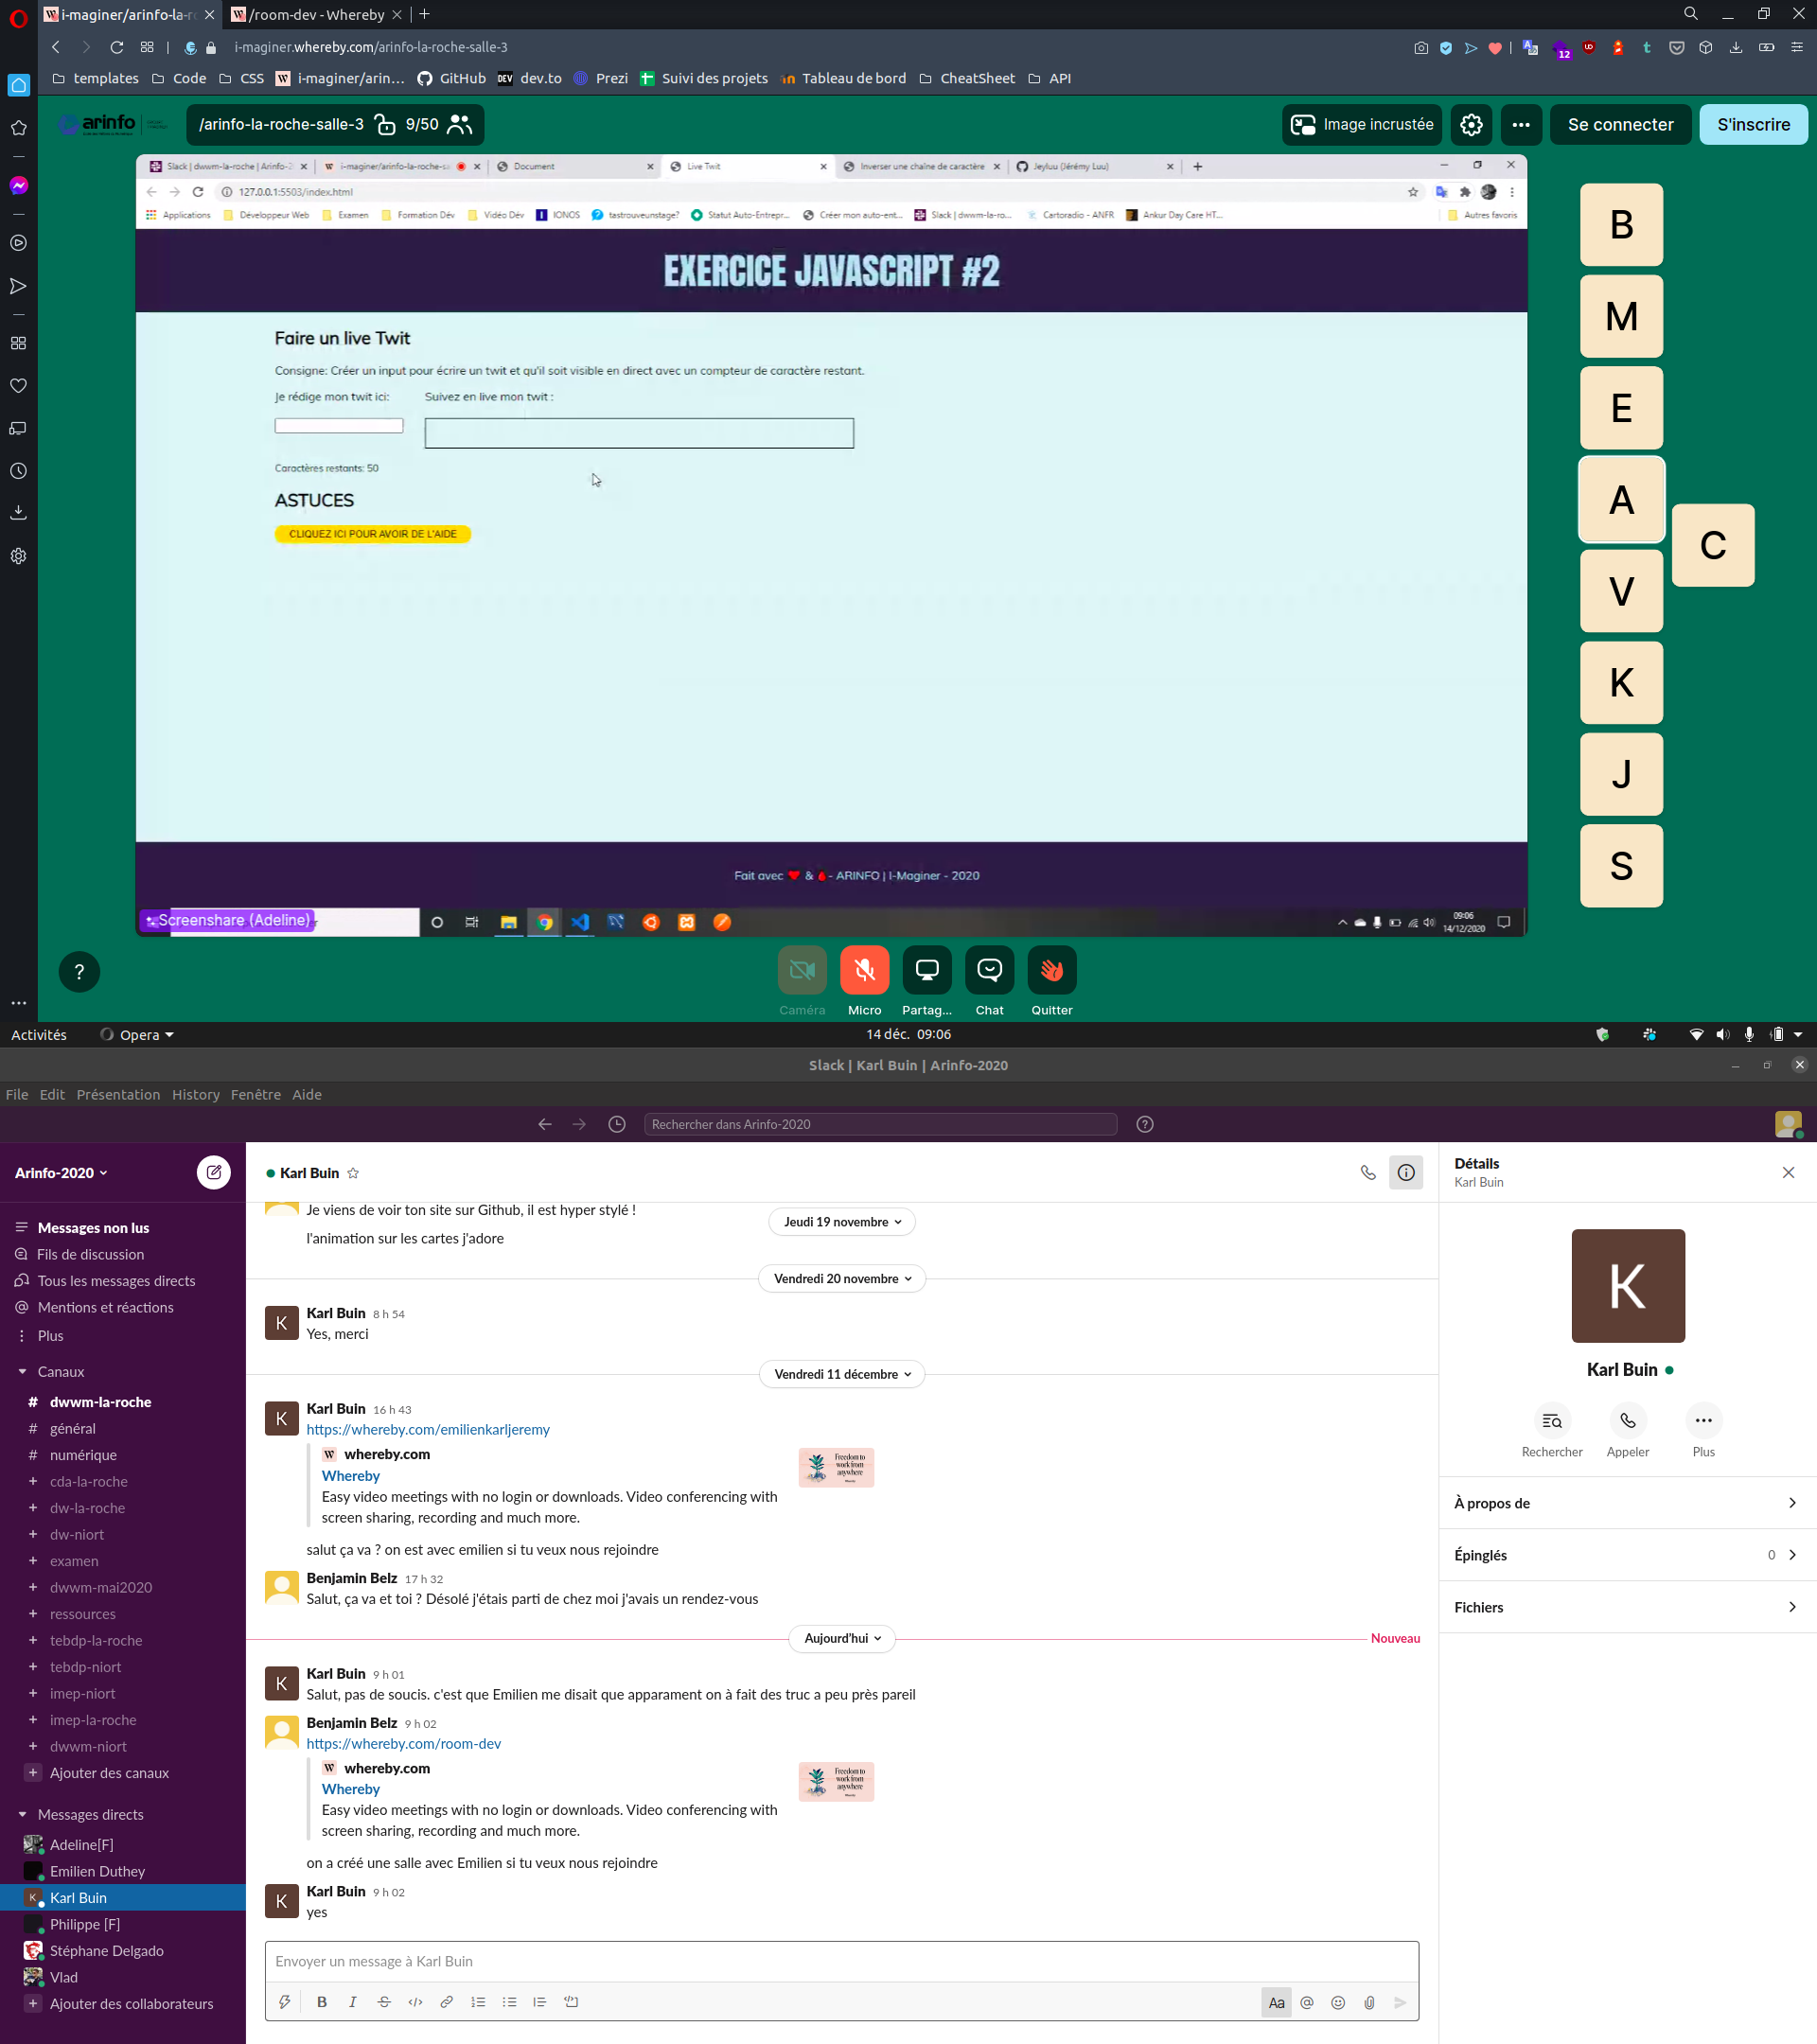 i-maginer/arinfo-la-r
/room-dev - Whereby
i-maginer.whereby.com/arinfo-la-roche-salle-3
12
templates Code CSS i-maginer/arin... GitHub dev.to Prezi Suivi des projets Tableau de bord CheatSheet API
arinfo
/arinfo-la-roche-salle-3 9/50
Image incrustée
Se connecter
S'inscrire
Slack | dwwm-la-roche | Arinfo-2
i-maginer/arinfo-la-roche-sa
Document
Live Twit
Inverser une chaîne de caractère
Jeyluu (Jérémy Luu)
127.0.0.1:5503/index.html
Applications Développeur Web Examen Formation Dév Vidéo Dév IONOS tastrouveunstage? Statut Auto-Entrepr... Créer mon auto-ent... Slack | dwwm-la-ro... Cartoradio - ANFR Ankur Day Care HT... Autres favoris
EXERCICE JAVASCRIPT #2
Faire un live Twit
Consigne: Créer un input pour écrire un twit et qu'il soit visible en direct avec un compteur de caractère restant.
Je rédige mon twit ici: Suivez en live mon twit :
Caractères restants: 50
ASTUCES
CLIQUEZ ICI POUR AVOIR DE L'AIDE
Fait avec & - ARINFO | I-Maginer - 2020
Screenshare (Adeline)
09:06
14/12/2020
B
M
E
A
C
V
K
J
S
?
Caméra Micro Partag... Chat Quitter
Activités Opera 14 déc. 09:06
Slack | Karl Buin | Arinfo-2020
File Edit Présentation History Fenêtre Aide
Rechercher dans Arinfo-2020
Arinfo-2020
Messages non lus
Fils de discussion
Tous les messages directs
Mentions et réactions
Plus
Canaux
# dwwm-la-roche
# général
# numérique
+ cda-la-roche
+ dw-la-roche
+ dw-niort
+ examen
+ dwwm-mai2020
+ ressources
+ tebdp-la-roche
+ tebdp-niort
+ imep-niort
+ imep-la-roche
+ dwwm-niort
+ Ajouter des canaux
Messages directs
Adeline[F]
Emilien Duthey
K Karl Buin
Philippe [F]
Stéphane Delgado
Vlad
+ Ajouter des collaborateurs
Karl Buin
Je viens de voir ton site sur Github, il est hyper stylé !
Jeudi 19 novembre
l'animation sur les cartes j'adore
Vendredi 20 novembre
K
Karl Buin 8 h 54
Yes, merci
Vendredi 11 décembre
K
Karl Buin 16 h 43
https://whereby.com/emilienkarljeremy
W whereby.com
Whereby
Easy video meetings with no login or downloads. Video conferencing with
screen sharing, recording and much more.
Freedom to
work from
anywhere
salut ça va ? on est avec emilien si tu veux nous rejoindre
Benjamin Belz 17 h 32
Salut, ça va et toi ? Désolé j'étais parti de chez moi j'avais un rendez-vous
Aujourd'hui
Nouveau
K
Karl Buin 9 h 01
Salut, pas de soucis. c'est que Emilien me disait que apparament on à fait des truc a peu près pareil
Benjamin Belz 9 h 02
https://whereby.com/room-dev
W whereby.com
Whereby
Easy video meetings with no login or downloads. Video conferencing with
screen sharing, recording and much more.
Freedom to
work from
anywhere
on a créé une salle avec Emilien si tu veux nous rejoindre
K
Karl Buin 9 h 02
yes
Envoyer un message à Karl Buin
B I S Aa @
Détails
Karl Buin
K
Karl Buin
Rechercher Appeler Plus
À propos de
Épinglés 0
Fichiers